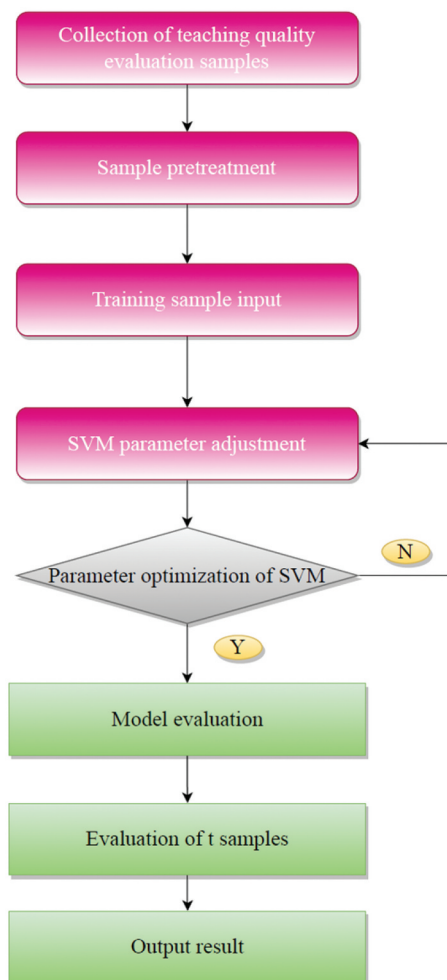 Collection of teaching quality
evaluation samples
Sample pretreatment
Training sample input
SVM parameter adjustment
N
Parameter optimization of SVM
Y
Model evaluation
Evaluation of t samples
Output result